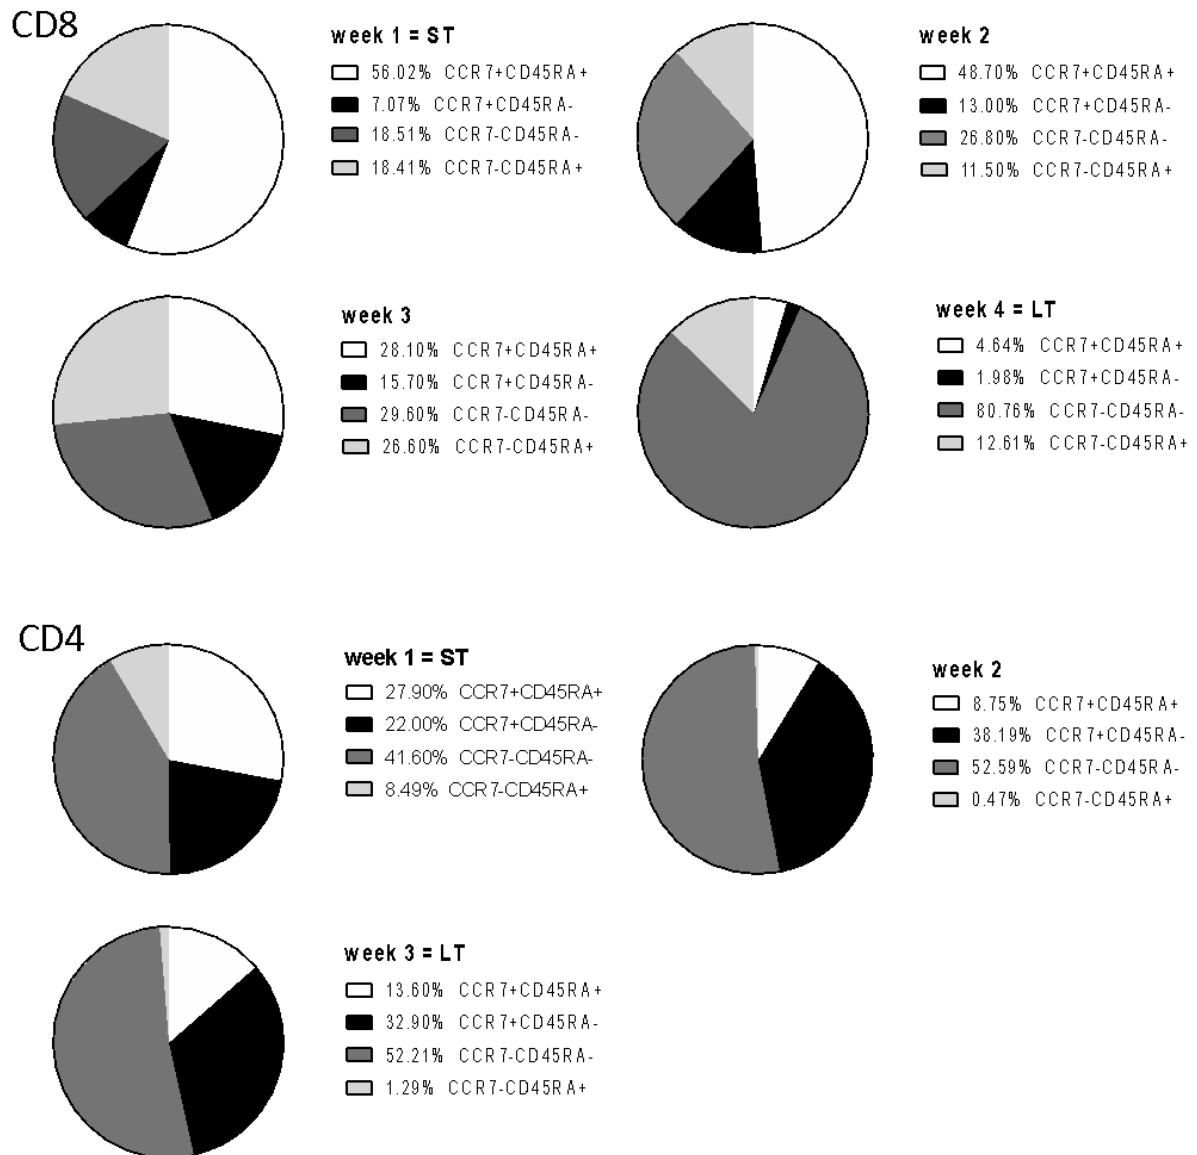 CD8
week 1 = ST
56.02% CCR7+CD45RA+
7.07% CCR7+CD45RA-
18.51% CCR7-CD45RA-
18.41% CCR7-CD45RA+
week 2
48.70% CCR7+CD45RA+
13.00% CCR7+CD45RA-
26.80% CCR7-CD45RA-
11.50% CCR7-CD45RA+
week 3
28.10% CCR7+CD45RA+
15.70% CCR7+CD45RA-
29.60% CCR7-CD45RA-
26.60% CCR7-CD45RA+
week 4 = LT
4.64% CCR7+CD45RA+
1.98% CCR7+CD45RA-
80.76% CCR7-CD45RA-
12.61% CCR7-CD45RA+
CD4
week 1 = ST
27.90% CCR7+CD45RA+
22.00% CCR7+CD45RA-
41.60% CCR7-CD45RA-
8.49% CCR7-CD45RA+
week 2
8.75% CCR7+CD45RA+
38.19% CCR7+CD45RA-
52.59% CCR7-CD45RA-
0.47% CCR7-CD45RA+
week 3 = LT
13.60% CCR7+CD45RA+
32.90% CCR7+CD45RA-
52.21% CCR7-CD45RA-
1.29% CCR7-CD45RA+